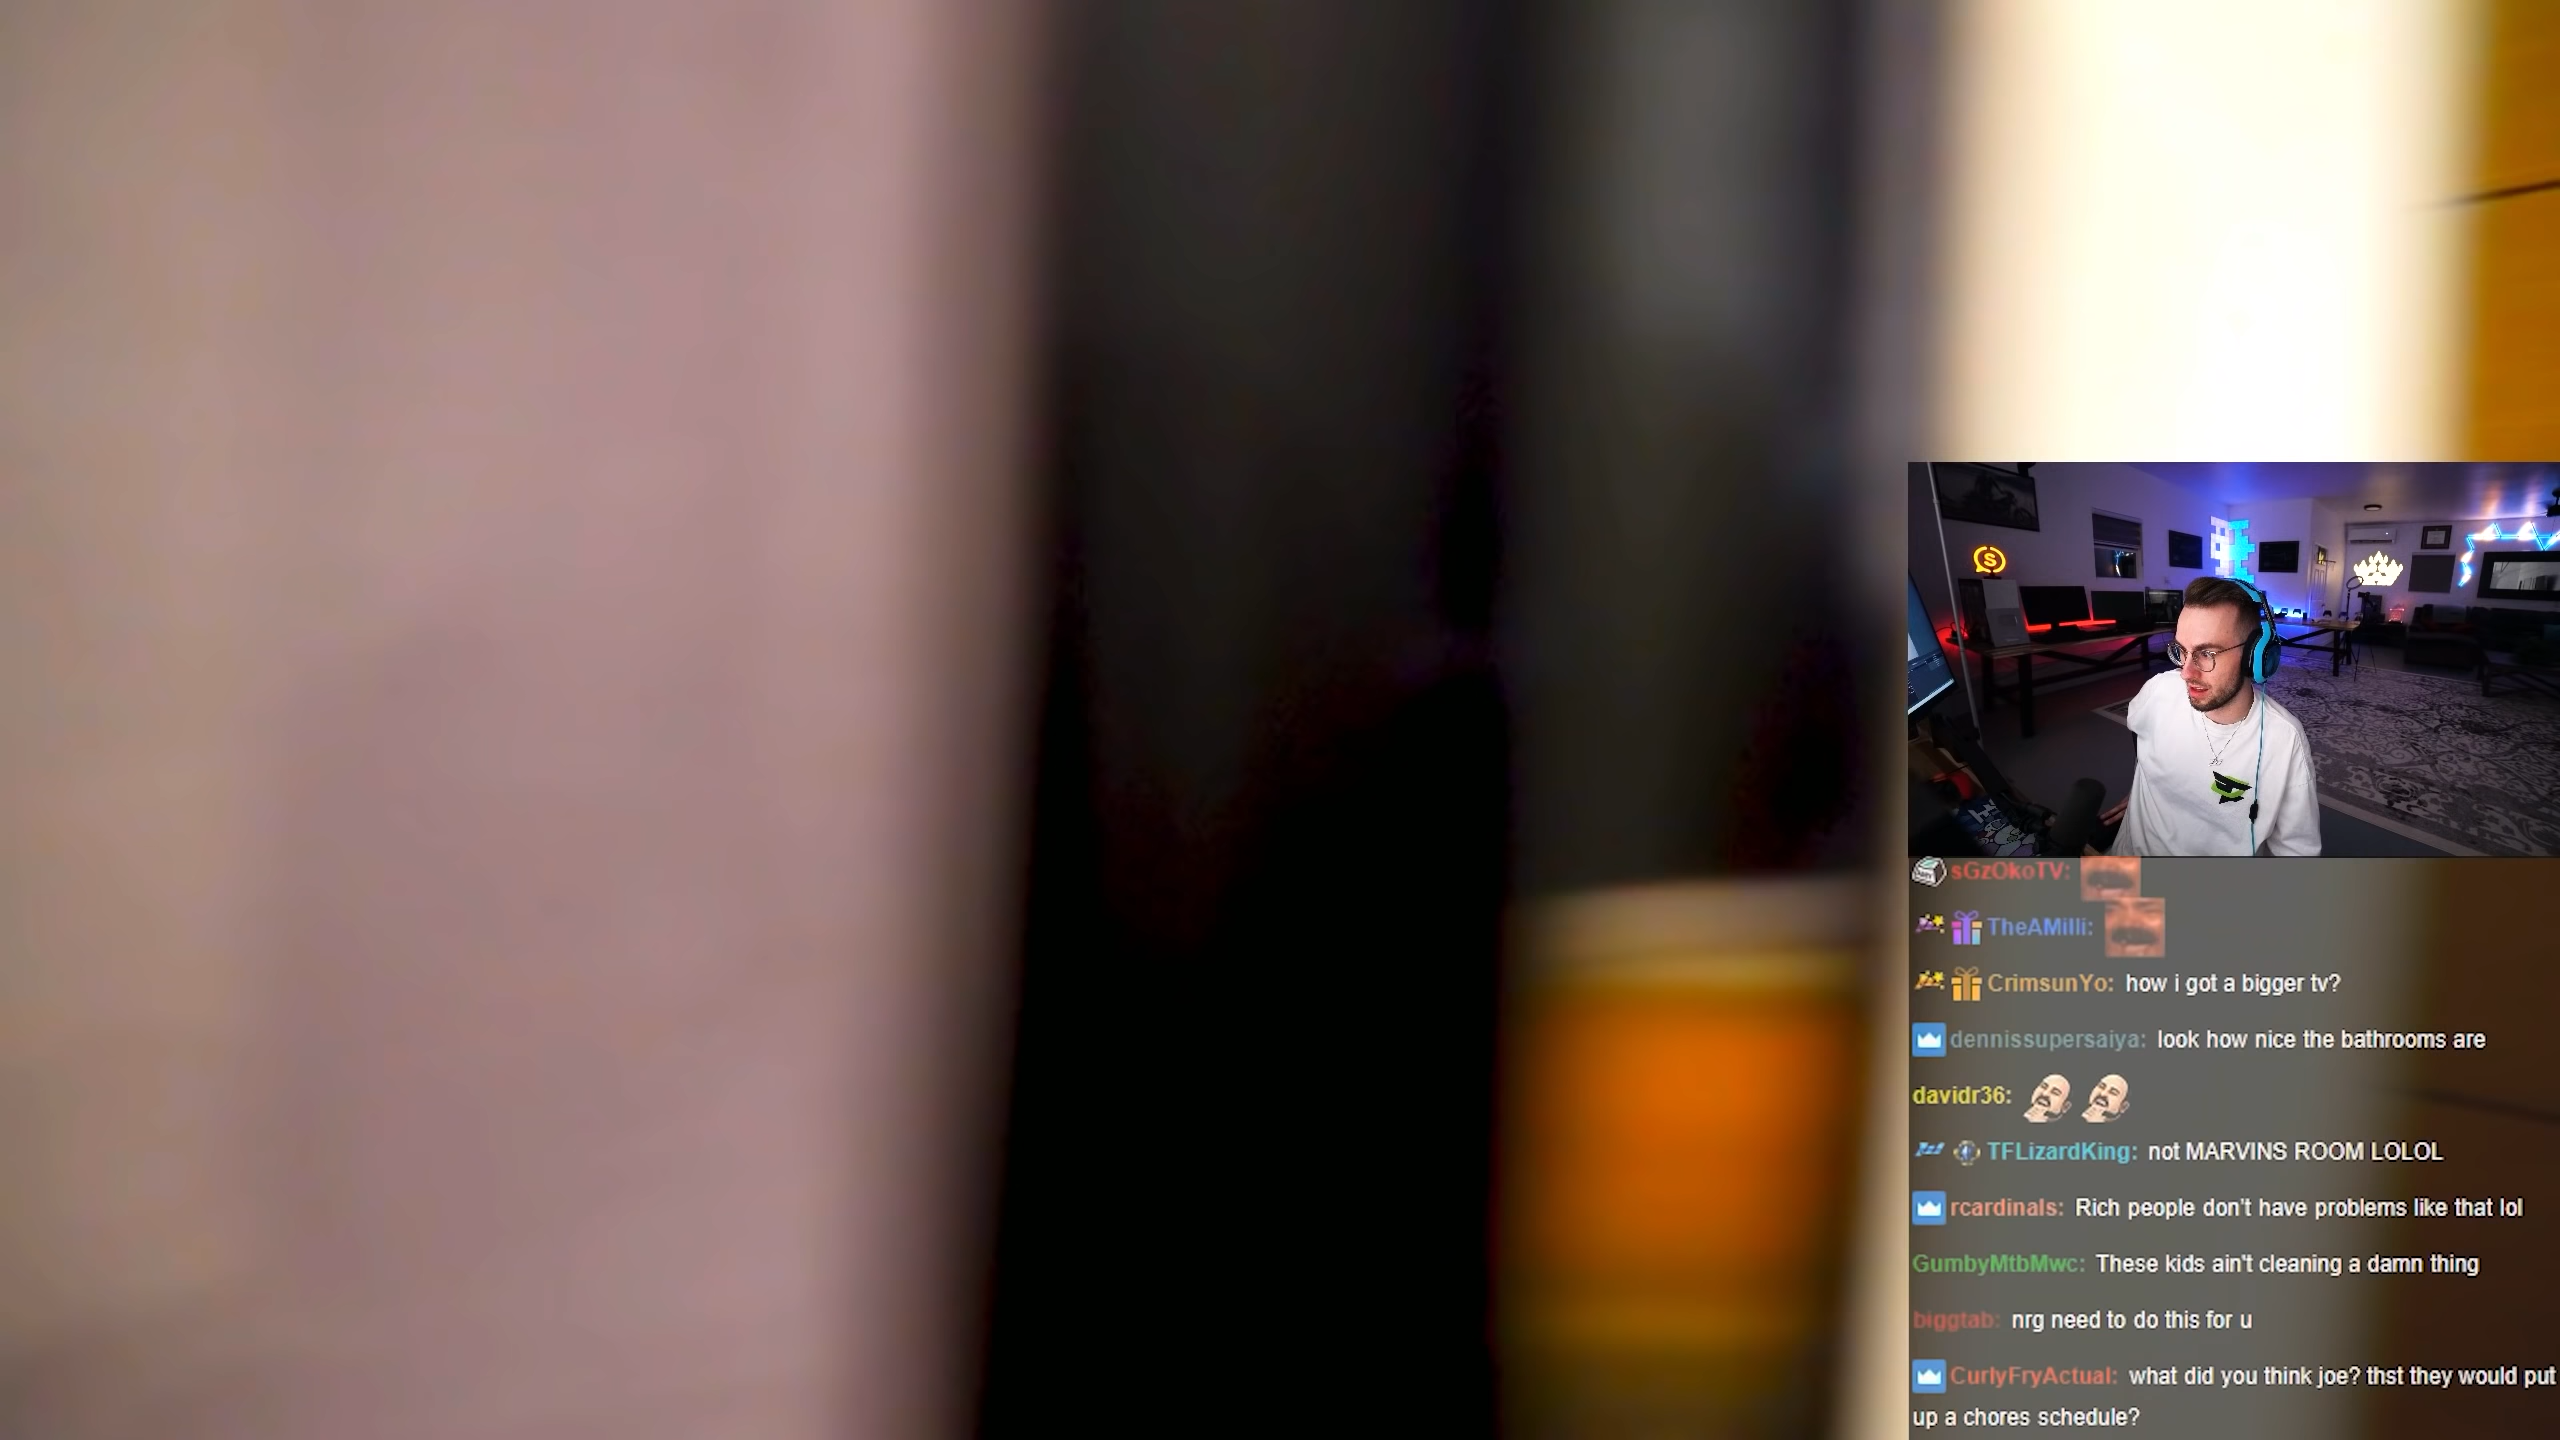 S
sGzOkoTV:
TheAMilli:
CrimsunYo: how i got a bigger tv?
dennissupersaiya: look how nice the bathrooms are
davidr36:
TFLizardKing: not MARVINS ROOM LOLOL
rcardinals: Rich people don't have problems like that lol
GumbyMtbMwc: These kids ain't cleaning a damn thing
biggtab: nrg need to do this for u
CurlyFryActual: what did you think joe? thst they would put
up a chores schedule?